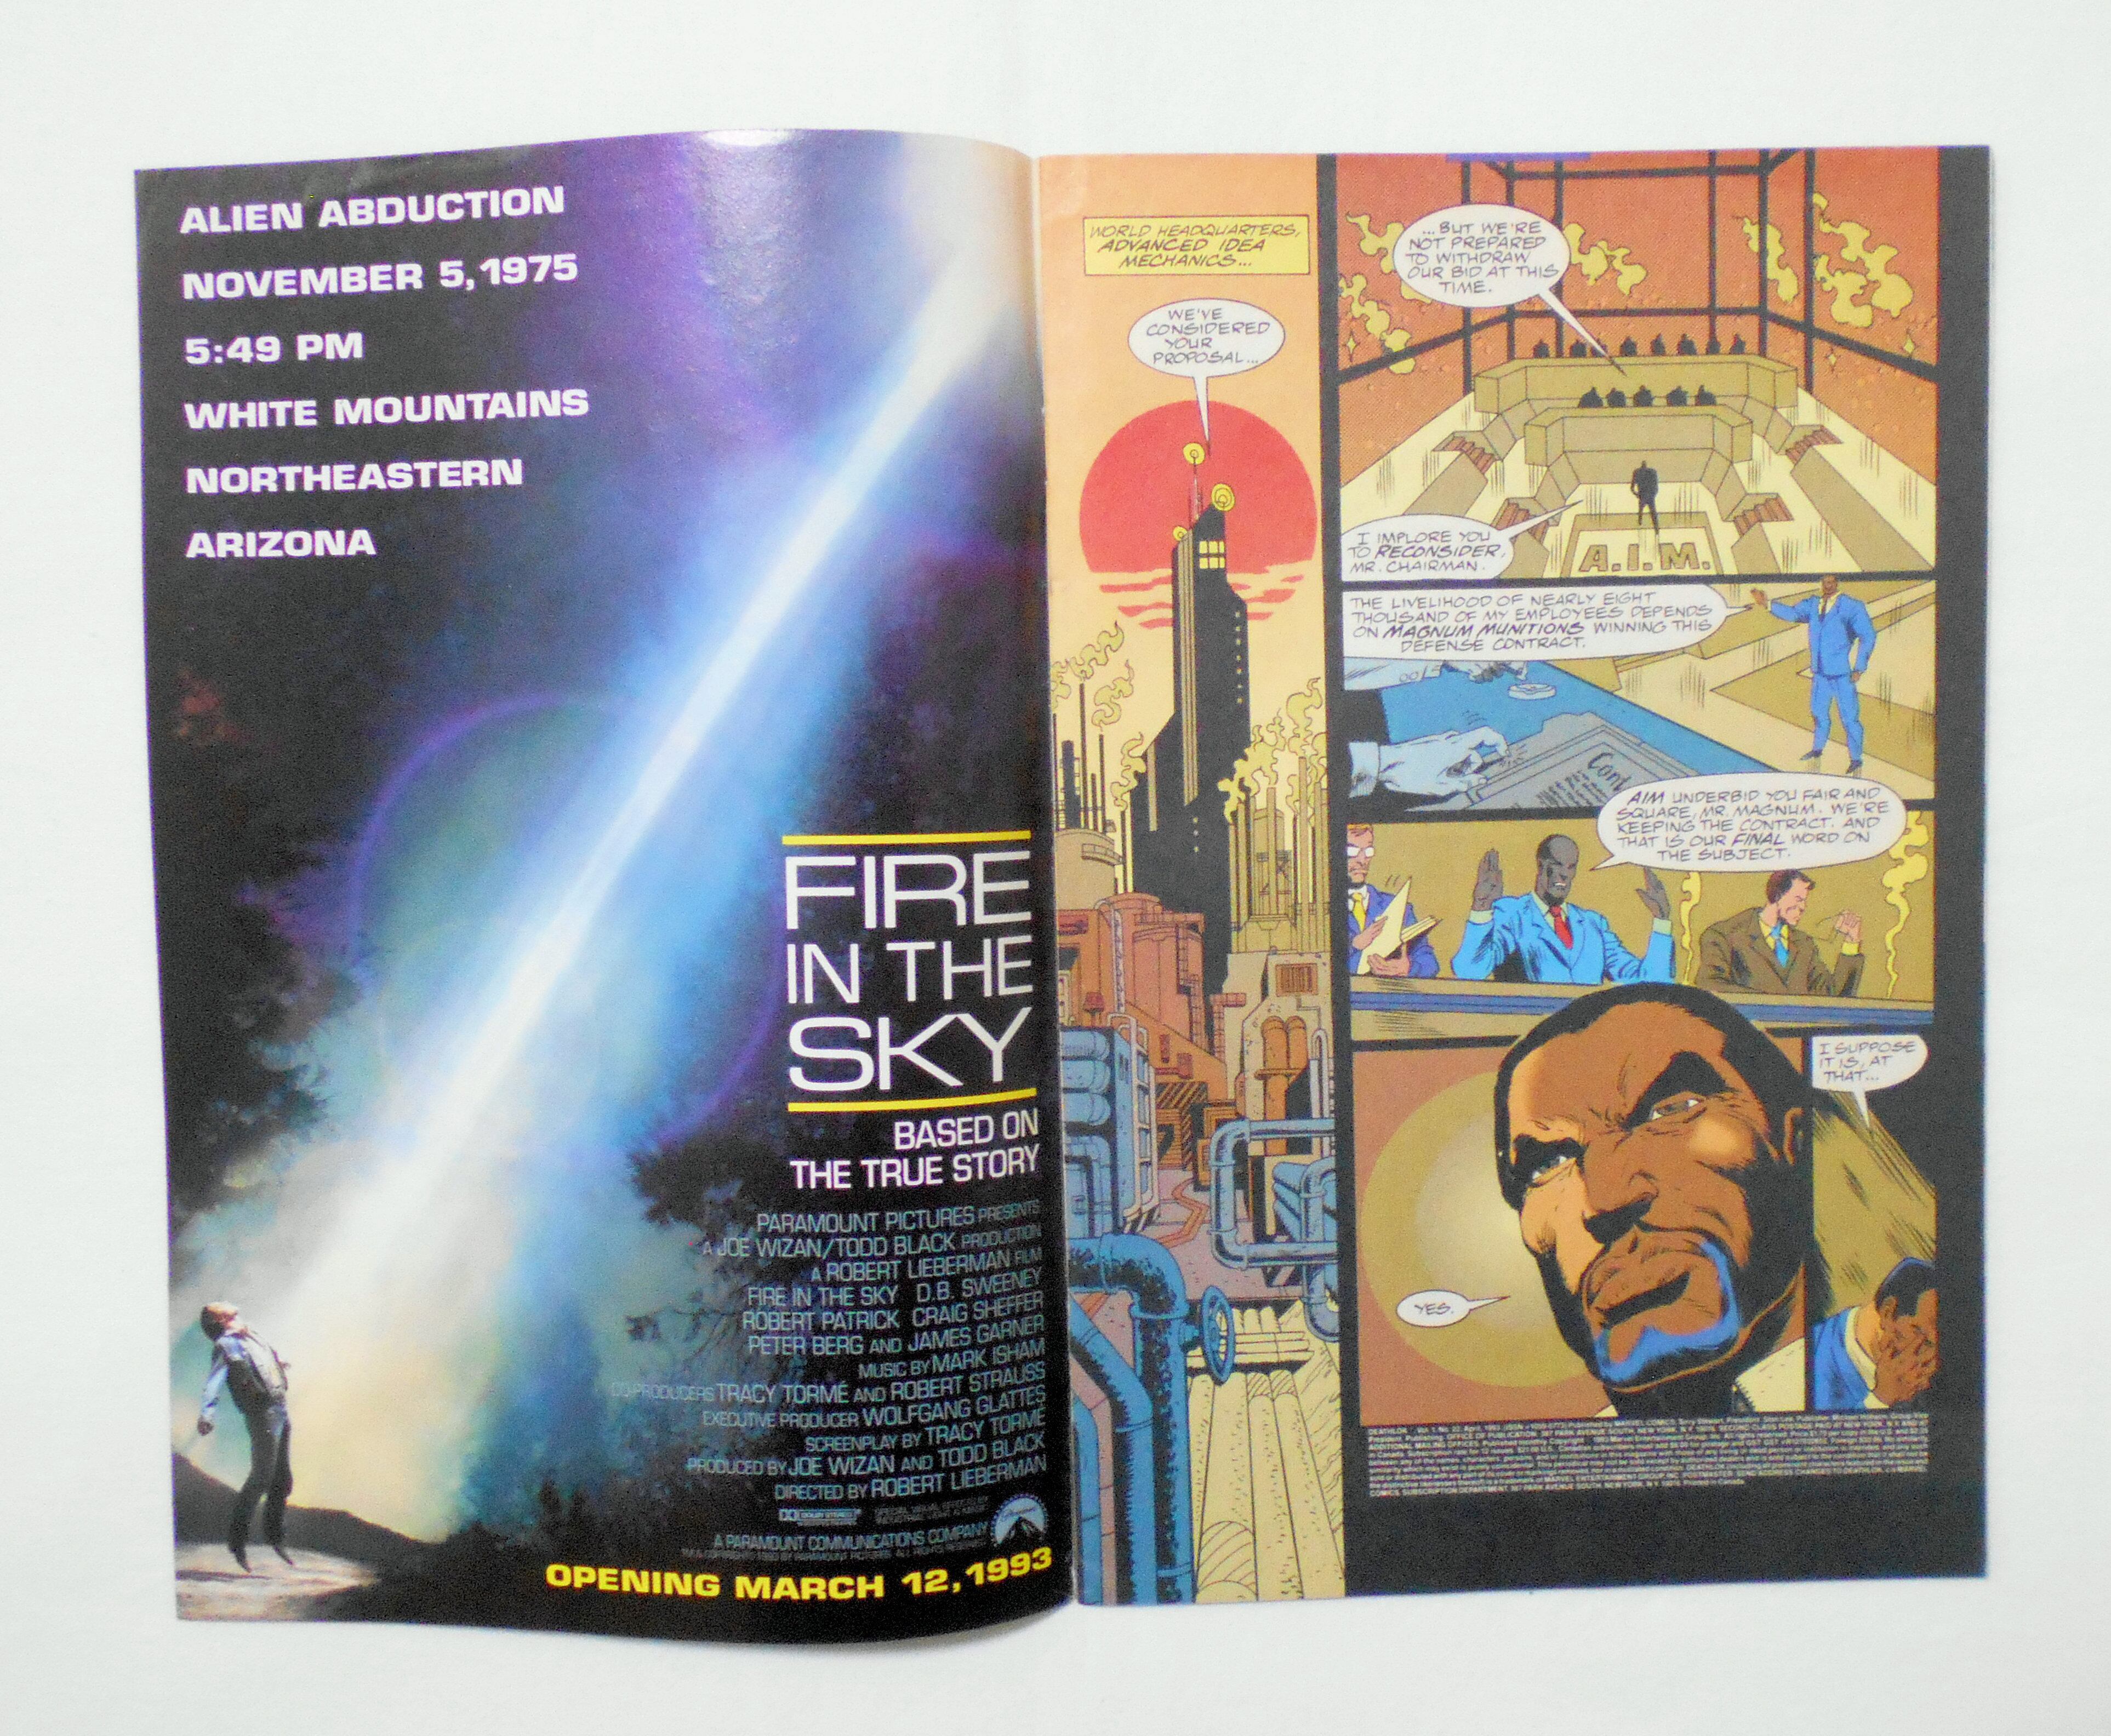 ALIEN ABDUCTION
NOVEMBER 5, 1975
5:49 PM
WHITE MOUNTAINS
NORTHEASTERN
ARIZONA
FIRE
IN THE
SKY
BASED ON
THE TRUE STORY
PARAMOUNT PICTURES PRESENTS
A JOE WIZAN/TODD BLACK PRODUCTION
A ROBERT LIEBERMAN FILM
FIRE IN THE SKY D.B. SWEENEY
ROBERT PATRICK CRAIG SHEFFER
PETER BERG AND JAMES GARNER
MUSIC BY MARK ISHAM
CO-PRODUCERS TRACY TORMÉ AND ROBERT STRAUSS
EXECUTIVE PRODUCER WOLFGANG GLATTES
SCREENPLAY BY TRACY TORMÉ
PRODUCED BY JOE WIZAN AND TODD BLACK
DIRECTED BY ROBERT LIEBERMAN
DOLBY STEREO
A PARAMOUNT COMMUNICATIONS COMPANY
OPENING MARCH 12, 1993
WORLD HEADQUARTERS,
ADVANCED IDEA
MECHANICS...
WE'VE
CONSIDERED
YOUR
PROPOSAL...
...BUT WE'RE
NOT PREPARED
TO WITHDRAW
OUR BID AT THIS
TIME.
I IMPLORE YOU
TO RECONSIDER,
MR. CHAIRMAN.
A.I.M.
THE LIVELIHOOD OF NEARLY EIGHT
THOUSAND OF MY EMPLOYEES DEPENDS
ON MAGNUM MUNITIONS WINNING THIS
DEFENSE CONTRACT.
Cont
AIM UNDERBID YOU FAIR AND
SQUARE, MR. MAGNUM. WE'RE
KEEPING THE CONTRACT. AND
THAT IS OUR FINAL WORD ON
THE SUBJECT.
I SUPPOSE
IT IS, AT
THAT...
YES.